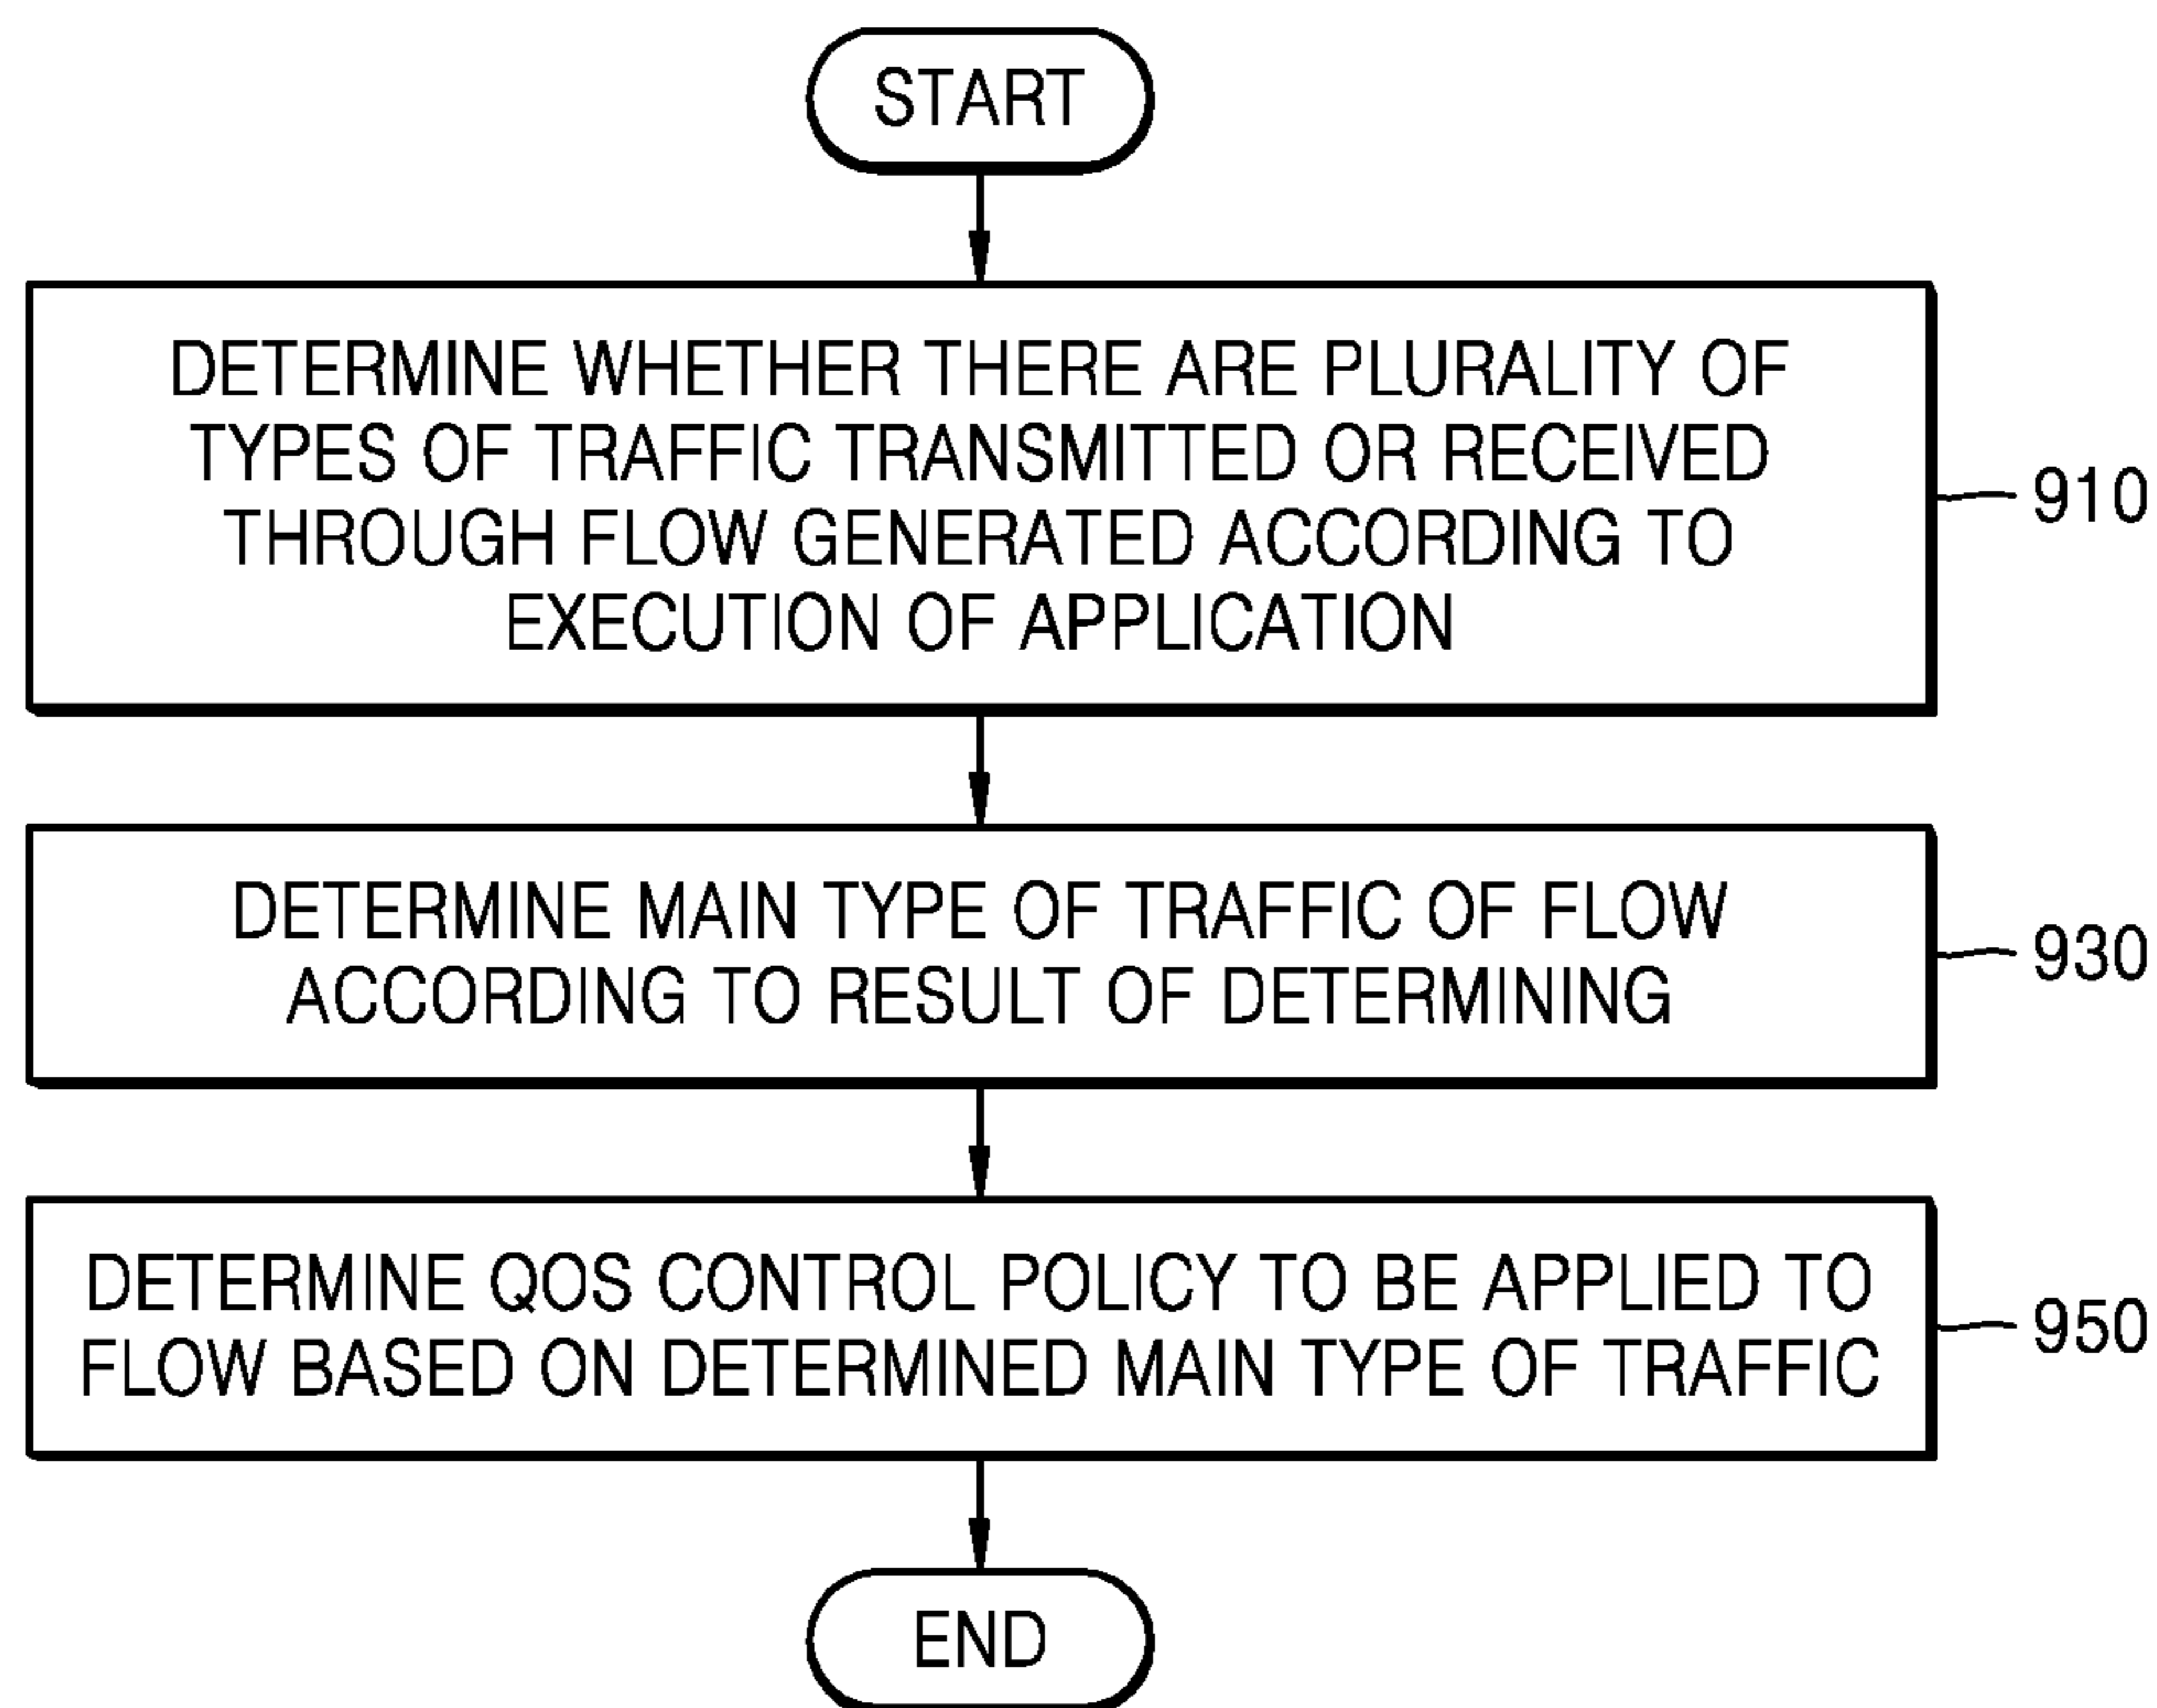 START
DETERMINE WHETHER THERE ARE PLURALITY OF
TYPES OF TRAFFIC TRANSMITTED OR RECEIVED
THROUGH FLOW GENERATED ACCORDING TO
EXECUTION OF APPLICATION
910
DETERMINE MAIN TYPE OF TRAFFIC OF FLOW
ACCORDING TO RESULT OF DETERMINING
930
DETERMINE QOS CONTROL POLICY TO BE APPLIED TO
FLOW BASED ON DETERMINED MAIN TYPE OF TRAFFIC
950
END